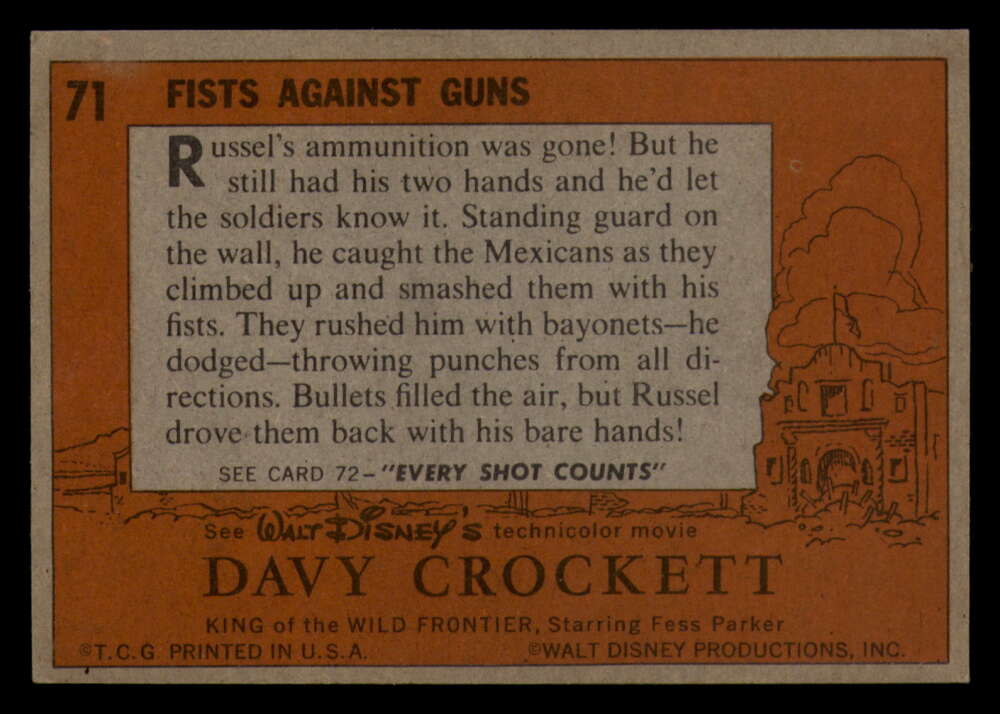 71 FISTS AGAINST GUNS
Russel's ammunition was gone! But he
still had his two hands and he'd let
the soldiers know it. Standing guard on
the wall, he caught the Mexicans as they
climbed up and smashed them with his
fists. They rushed him with bayonets—he
dodged—throwing punches from all di-
rections. Bullets filled the air, but Russel
drove them back with his bare hands!
SEE CARD 72–"EVERY SHOT COUNTS"
See WALT DISNEY'S technicolor movie
DAVY CROCKETT
KING of the WILD FRONTIER, Starring Fess Parker
©T.C.G PRINTED IN U.S.A. ©WALT DISNEY PRODUCTIONS, INC.